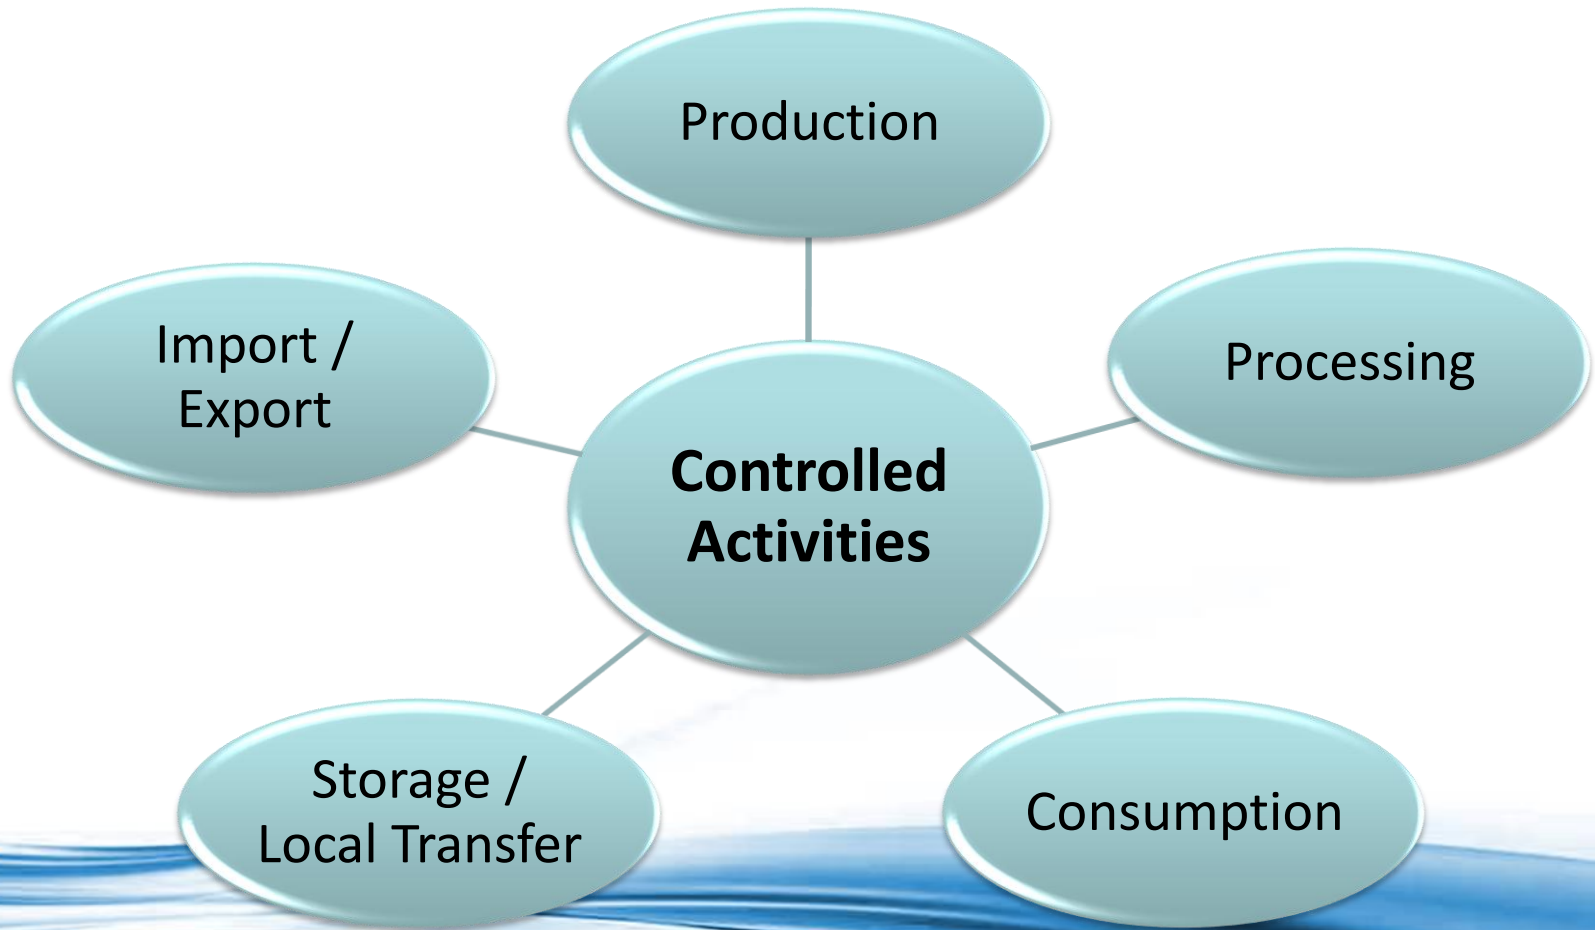 Production
Import /
Export
Processing
Controlled
Activities
Storage /
Local Transfer
Consumption